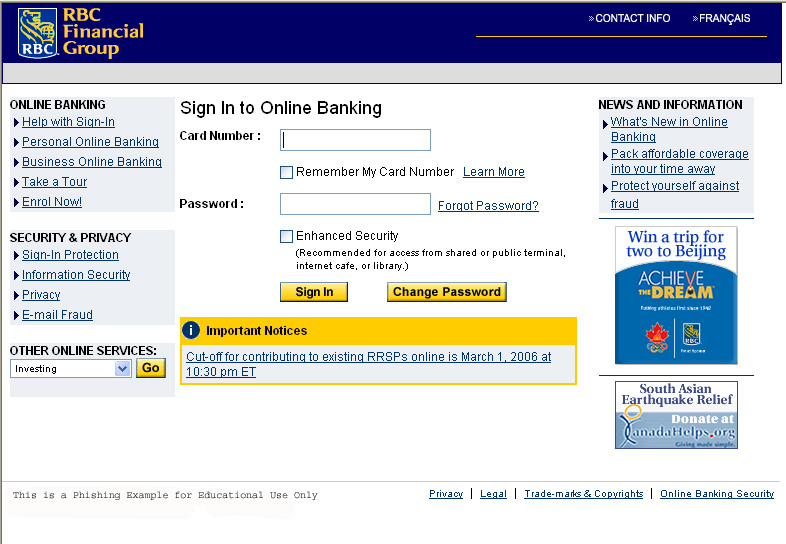 RBC
Financial
Group
RBC
»CONTACT INFO
»FRANÇAIS
ONLINE BANKING
Help with Sign-In
Personal Online Banking
Business Online Banking
Take a Tour
Enrol Now!
SECURITY & PRIVACY
Sign-In Protection
Information Security
Privacy
E-mail Fraud
OTHER ONLINE SERVICES:
Investing
Go
Sign In to Online Banking
Card Number :
Remember My Card Number Learn More
Password :
Forgot Password?
Enhanced Security
(Recommended for access from shared or public terminal,
internet cafe, or library.)
Sign In
Change Password
i Important Notices
Cut-off for contributing to existing RRSPs online is March 1, 2006 at
10:30 pm ET
NEWS AND INFORMATION
What's New in Online
Banking
Pack affordable coverage
into your time away
Protect yourself against
fraud
Win a trip for
two to Beijing
ACHIEVE
THE DREAM™
Putting athletes first since 1947
RBC
South Asian
Earthquake Relief
Donate at
CanadaHelps.org
Giving made simple.
This is a Phishing Example for Educational Use Only
Privacy | Legal | Trade-marks & Copyrights | Online Banking Security